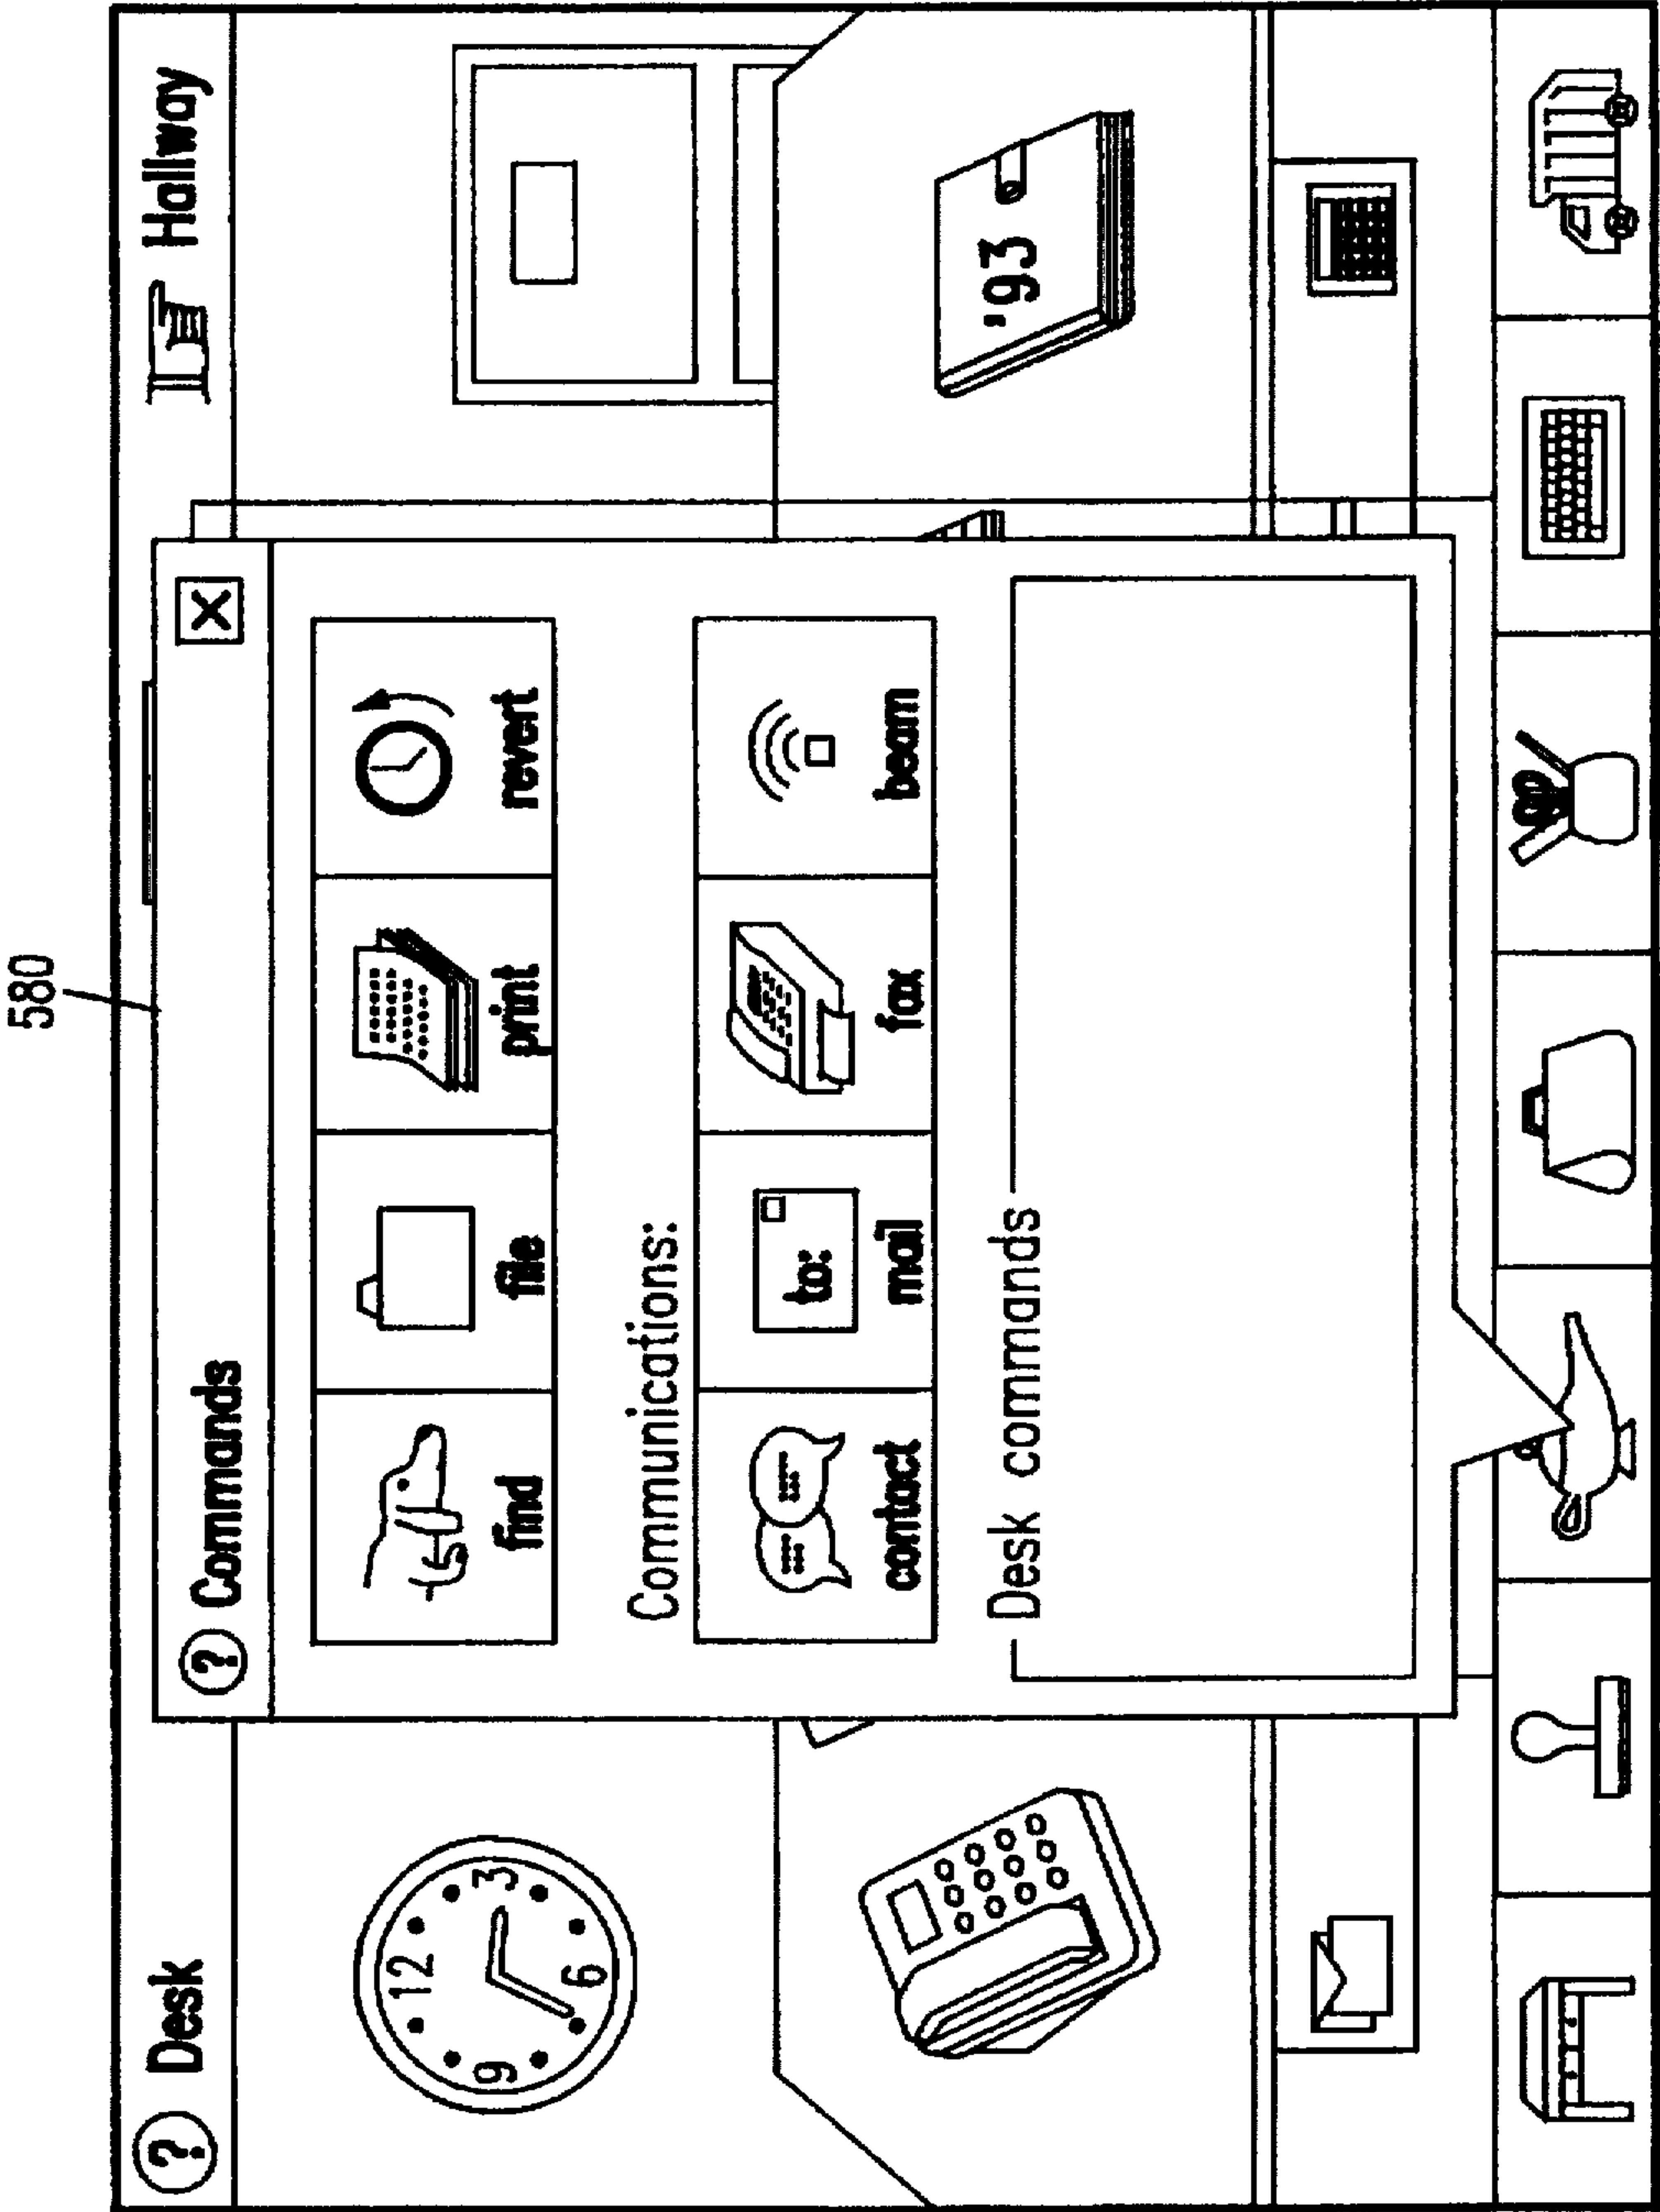 580
? Desk
Hallway
? Commands X
find file print revert
Communications:
to:
contact mail fax beam
Desk commands
12
9 3
6
'93